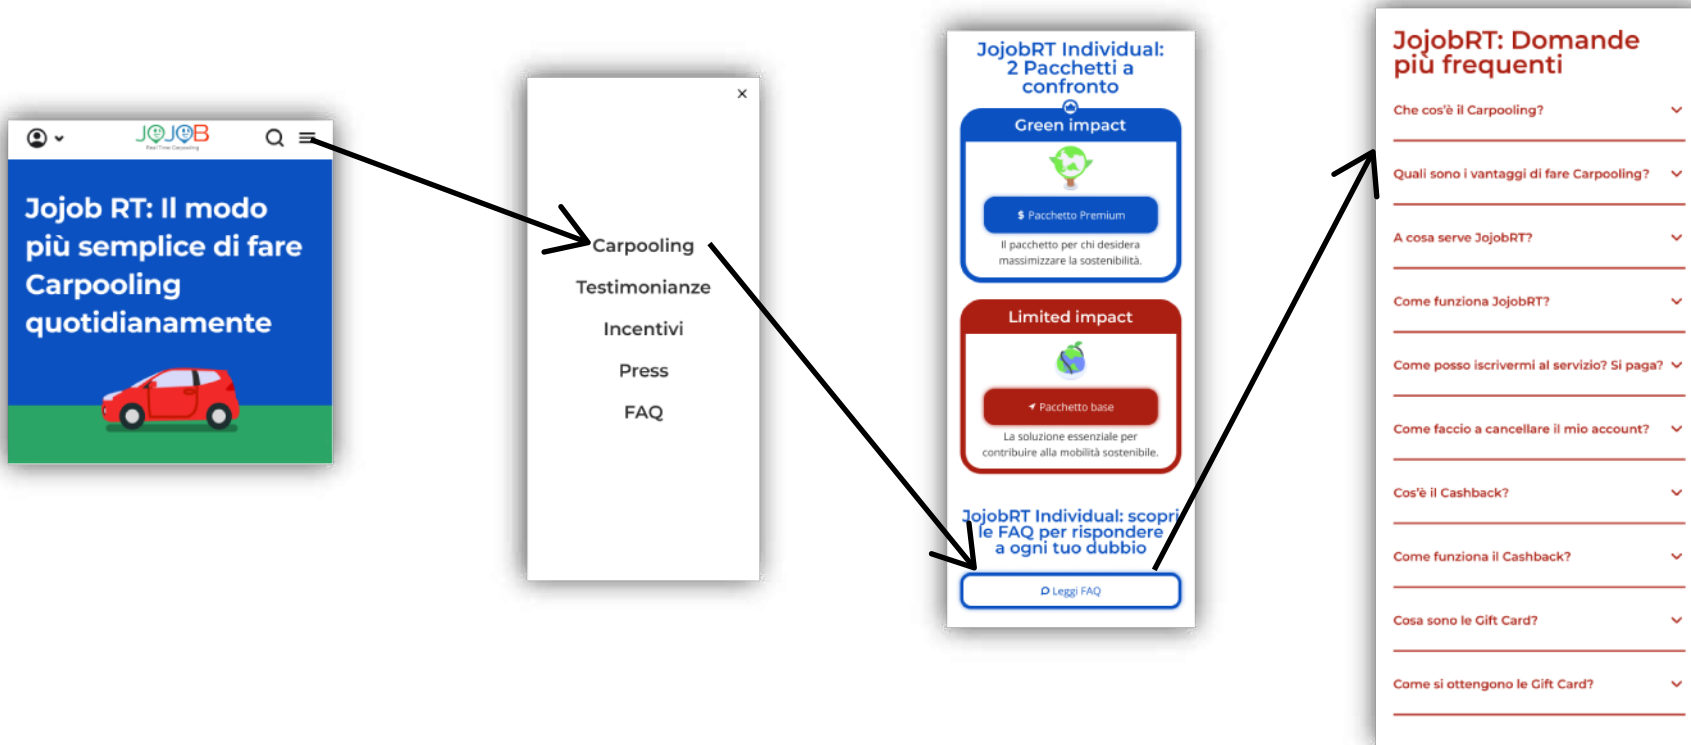 JOJOB
Real Time Carpooling
Jojob RT: Il modo
più semplice di fare
Carpooling
quotidianamente
×
Carpooling
Testimonianze
Incentivi
Press
FAQ
JojobRT Individual:
2 Pacchetti a
confronto
Green impact
$ Pacchetto Premium
Il pacchetto per chi desidera
massimizzare la sostenibilità.
Limited impact
Pacchetto base
La soluzione essenziale per
contribuire alla mobilità sostenibile.
JojobRT Individual: scopri
le FAQ per rispondere
a ogni tuo dubbio
Leggi FAQ
JojobRT: Domande
più frequenti
Che cos'è il Carpooling?
Quali sono i vantaggi di fare Carpooling?
A cosa serve JojobRT?
Come funziona JojobRT?
Come posso iscrivermi al servizio? Si paga?
Come faccio a cancellare il mio account?
Cos'è il Cashback?
Come funziona il Cashback?
Cosa sono le Gift Card?
Come si ottengono le Gift Card?